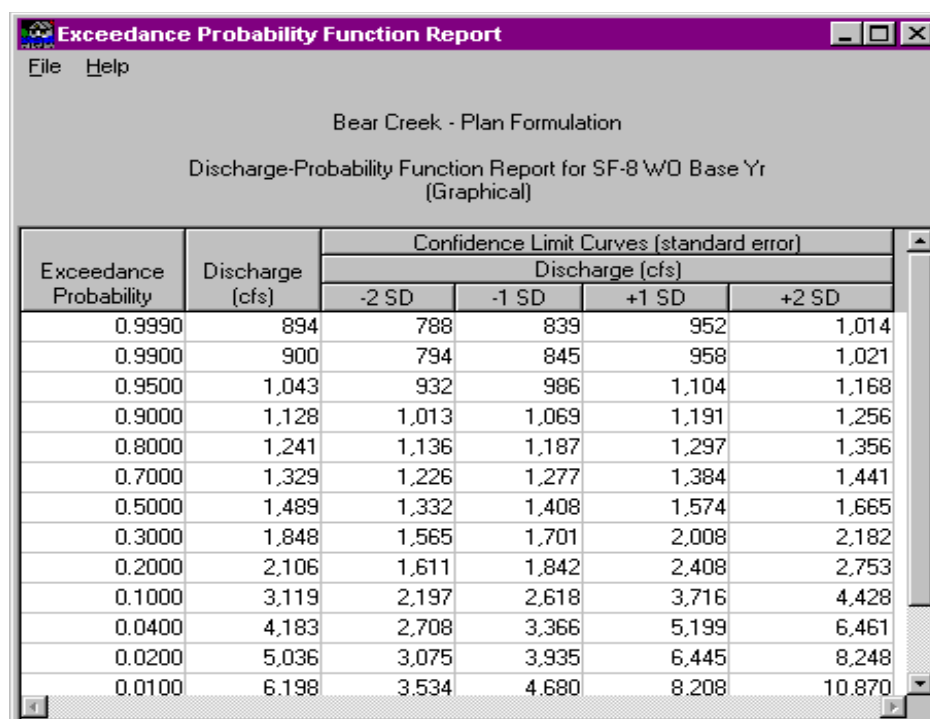 Exceedance Probability Function Report
File Help
Bear Creek - Plan Formulation
Discharge-Probability Function Report for SF-8 WO Base Yr
(Graphical)
Confidence Limit Curves (standard error)
Exceedance Discharge Discharge (cfs)
Probability (cfs) -2 SD -1 SD +1 SD +2 SD
0.9990 894 788 839 952 1,014
0.9900 900 794 845 958 1,021
0.9500 1,043 932 986 1,104 1,168
0.9000 1,128 1,013 1,069 1,191 1,256
0.8000 1,241 1,136 1,187 1,297 1,356
0.7000 1,329 1,226 1,277 1,384 1,441
0.5000 1,489 1,332 1,408 1,574 1,665
0.3000 1,848 1,565 1,701 2,008 2,182
0.2000 2,106 1,611 1,842 2,408 2,753
0.1000 3,119 2,197 2,618 3,716 4,428
0.0400 4,183 2,708 3,366 5,199 6,461
0.0200 5,036 3,075 3,935 6,445 8,248
0.0100 6,198 3,534 4,680 8,208 10,870